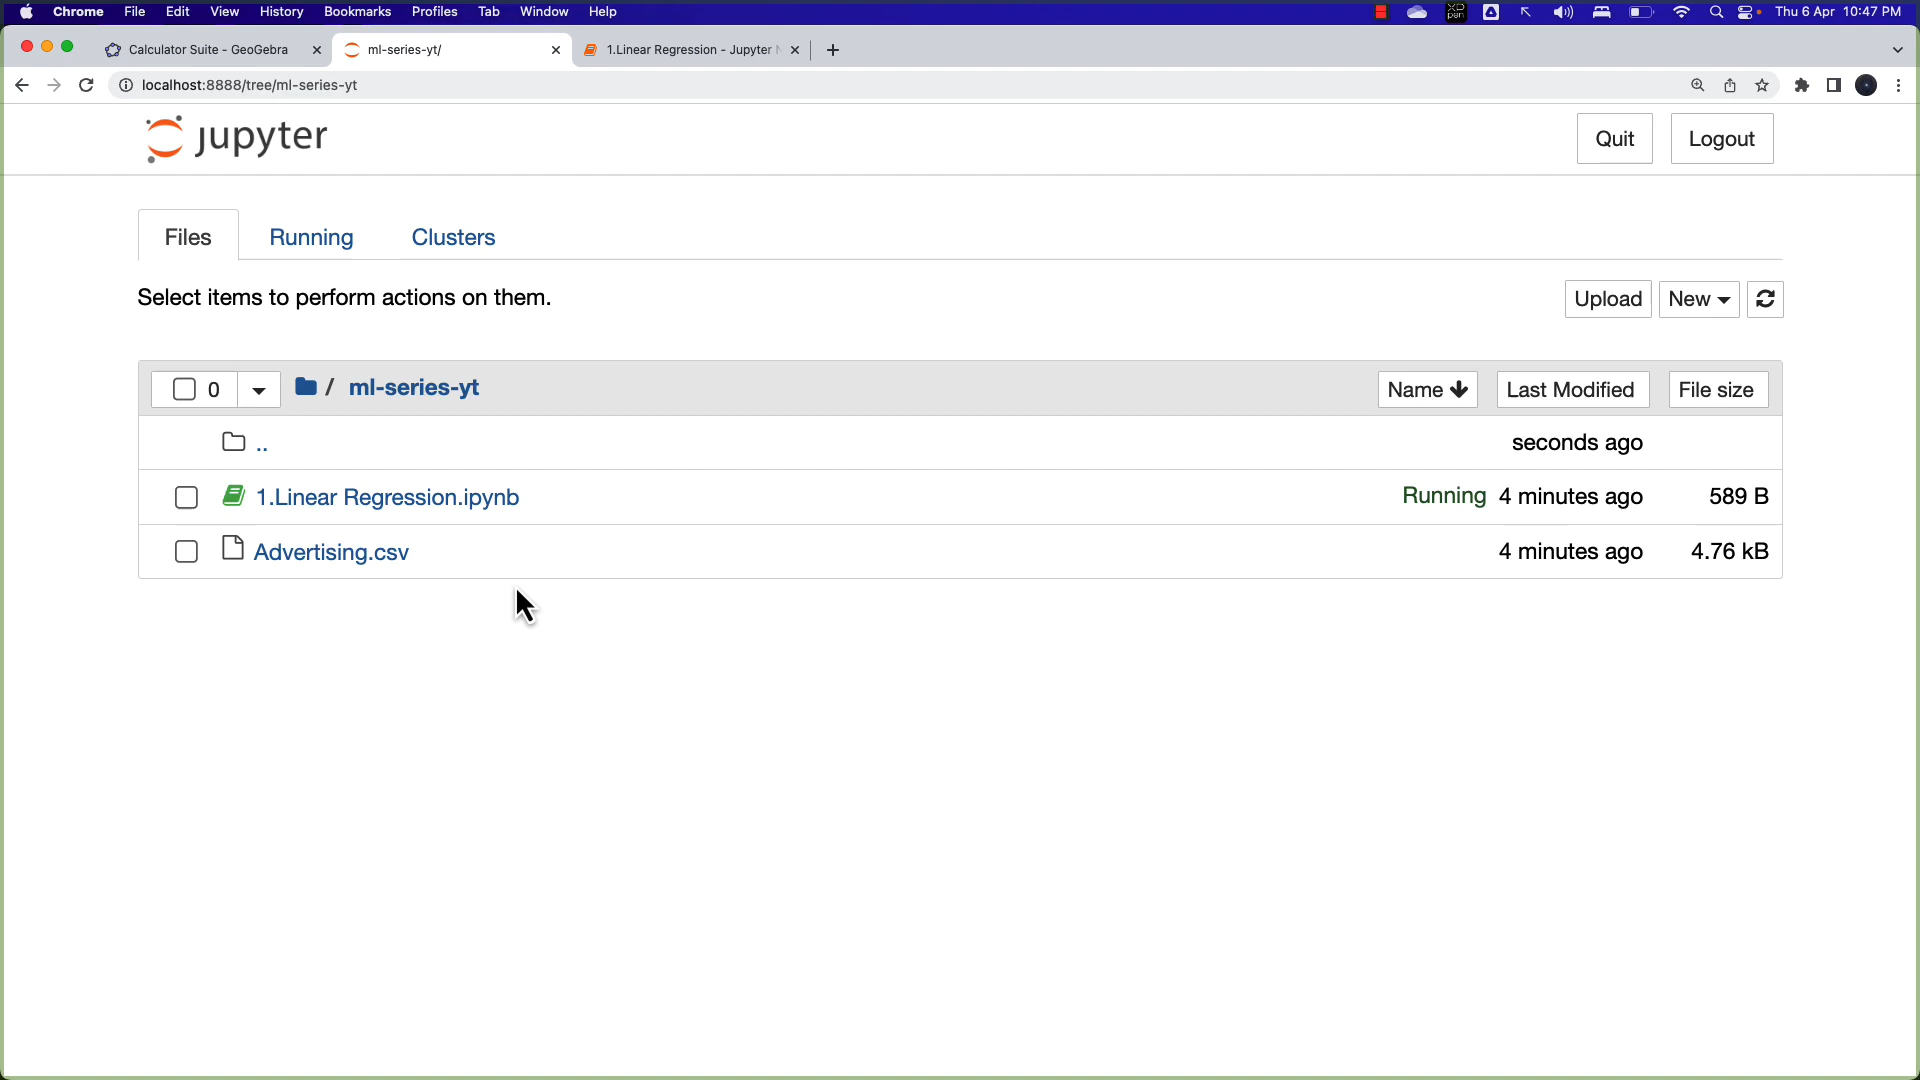 Chrome File Edit View History Bookmarks Profiles Tab Window Help Thu 6 Apr 10:47 PM
Calculator Suite - GeoGebra ml-series-yt/ 1.Linear Regression - Jupyter
localhost:8888/tree/ml-series-yt
jupyter Quit Logout
Files Running Clusters
Select items to perform actions on them. Upload New
0 / ml-series-yt Name Last Modified File size
.. seconds ago
1.Linear Regression.ipynb Running 4 minutes ago 589 B
Advertising.csv 4 minutes ago 4.76 kB